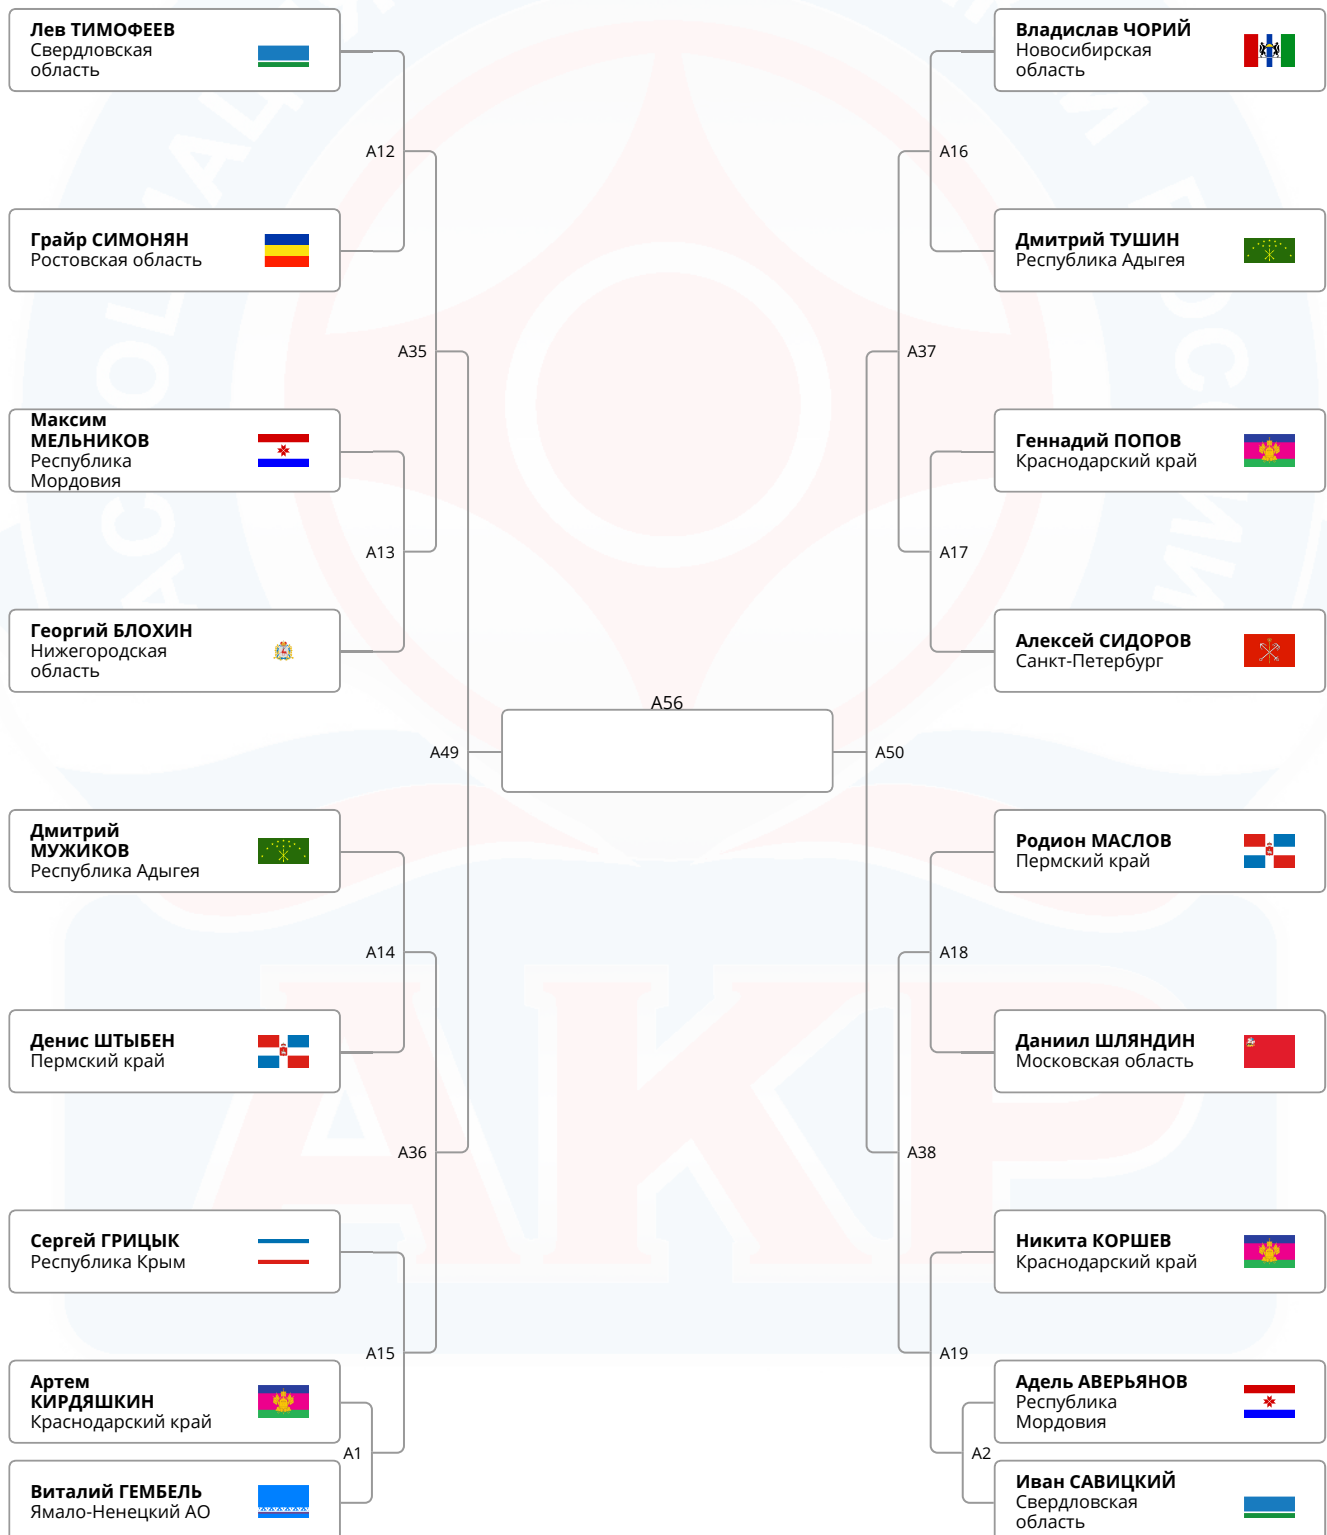 Лев ТИМОФЕЕВ
Свердловская
область
A12
Грайр СИМОНЯН
Ростовская область
A35
Максим
МЕЛЬНИКОВ
Республика
Мордовия
A13
Георгий БЛОХИН
Нижегородская
область
A49
Дмитрий
МУЖИКОВ
Республика Адыгея
A14
Денис ШТЫБЕН
Пермский край
A36
Сергей ГРИЦЫК
Республика Крым
A15
Артем
КИРДЯШКИН
Краснодарский край
A1
Виталий ГЕМБЕЛЬ
Ямало-Ненецкий АО
A56
Владислав ЧОРИЙ
Новосибирская
область
A16
Дмитрий ТУШИН
Республика Адыгея
A37
Геннадий ПОПОВ
Краснодарский край
A17
Алексей СИДОРОВ
Санкт-Петербург
A50
Родион МАСЛОВ
Пермский край
A18
Даниил ШЛЯНДИН
Московская область
A38
Никита КОРШЕВ
Краснодарский край
A19
Адель АВЕРЬЯНОВ
Республика
Мордовия
A2
Иван САВИЦКИЙ
Свердловская
область
АКР